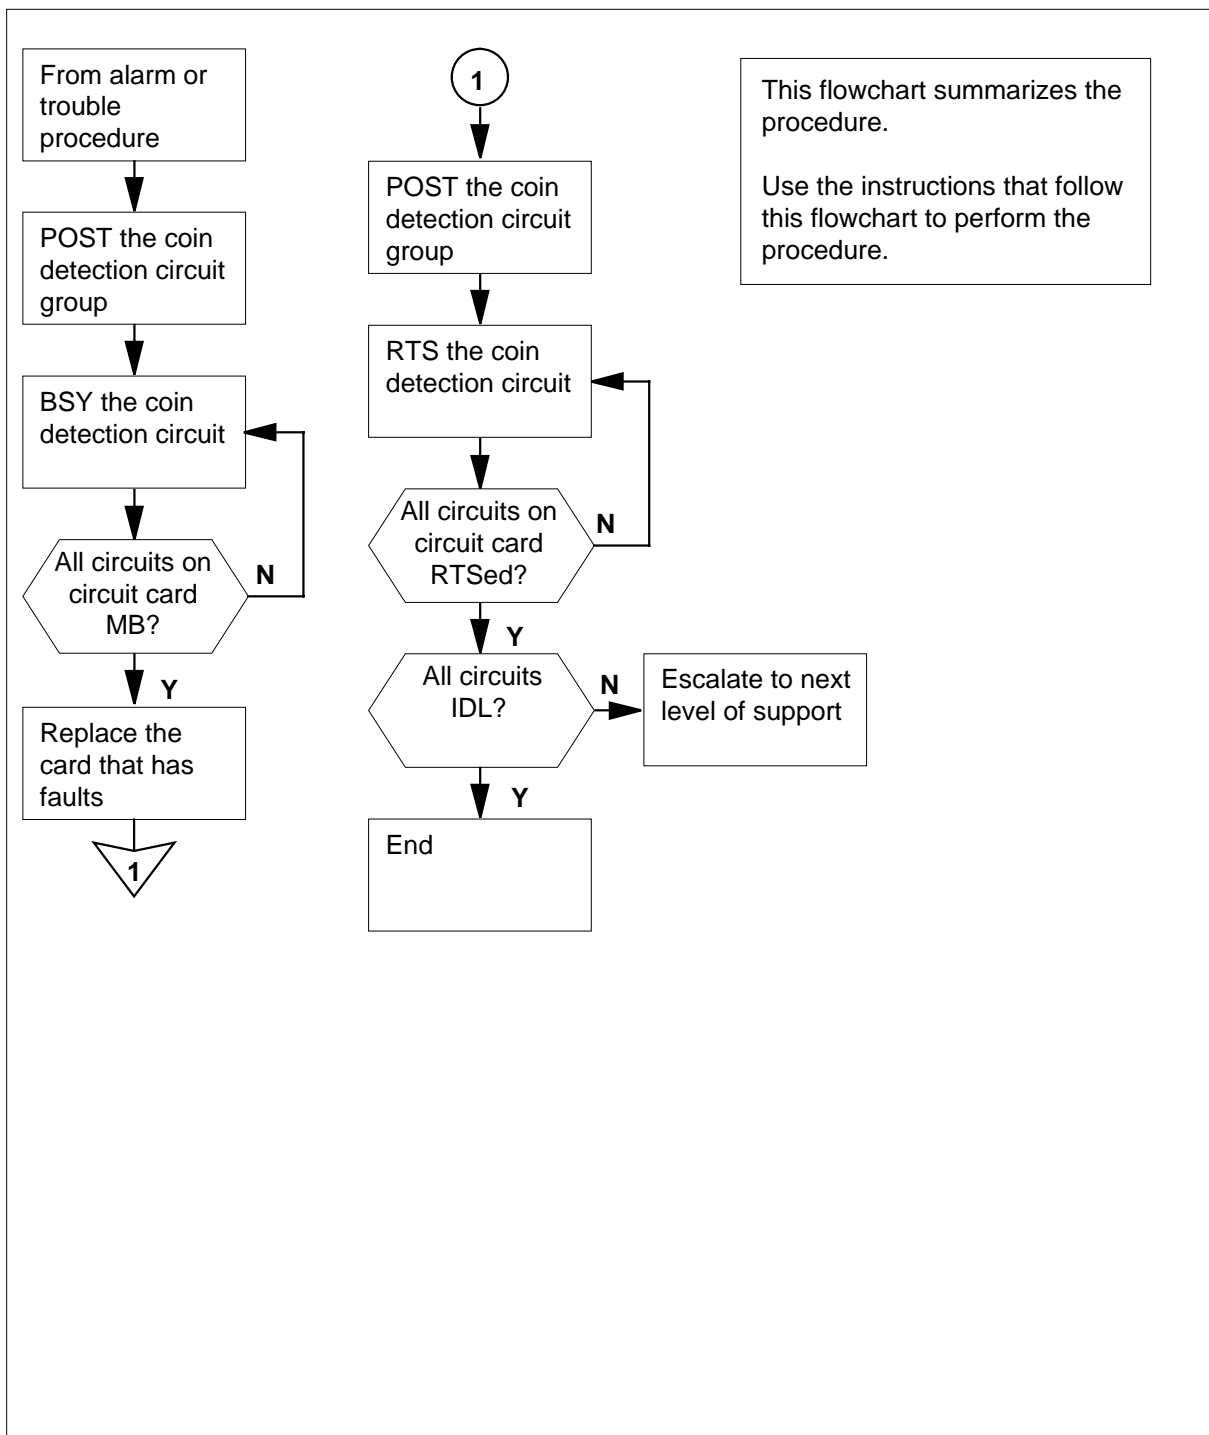 From alarm or
trouble
procedure
POST the coin
detection circuit
group
BSY the coin
detection circuit
All circuits on
circuit card
MB?
N
Y
Replace the
card that has
faults
1
1
POST the coin
detection circuit
group
RTS the coin
detection circuit
All circuits on
circuit card
RTSed?
N
Y
All circuits
IDL?
N
Escalate to next
level of support
Y
End
This flowchart summarizes the
procedure.
Use the instructions that follow
this flowchart to perform the
procedure.